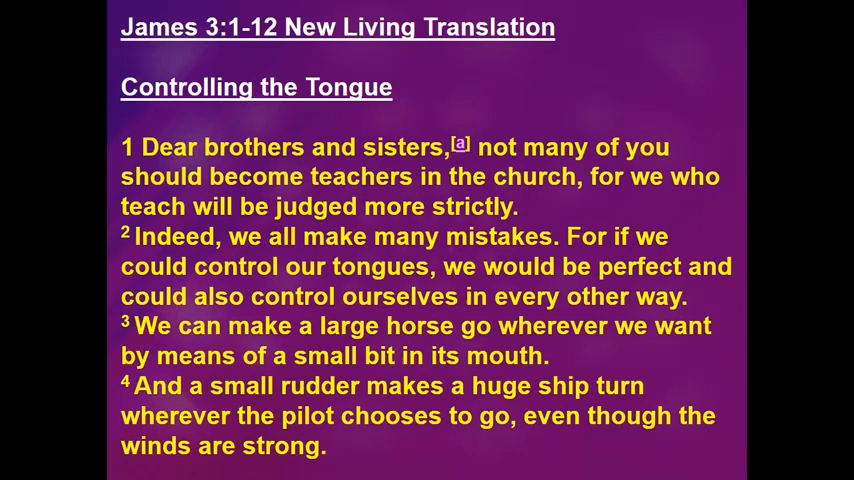 James 3:1-12 New Living Translation
Controlling the Tongue
1 Dear brothers and sisters,[a] not many of you
should become teachers in the church, for we who
teach will be judged more strictly.
2 Indeed, we all make many mistakes. For if we
could control our tongues, we would be perfect and
could also control ourselves in every other way.
3 We can make a large horse go wherever we want
by means of a small bit in its mouth.
4 And a small rudder makes a huge ship turn
wherever the pilot chooses to go, even though the
winds are strong.